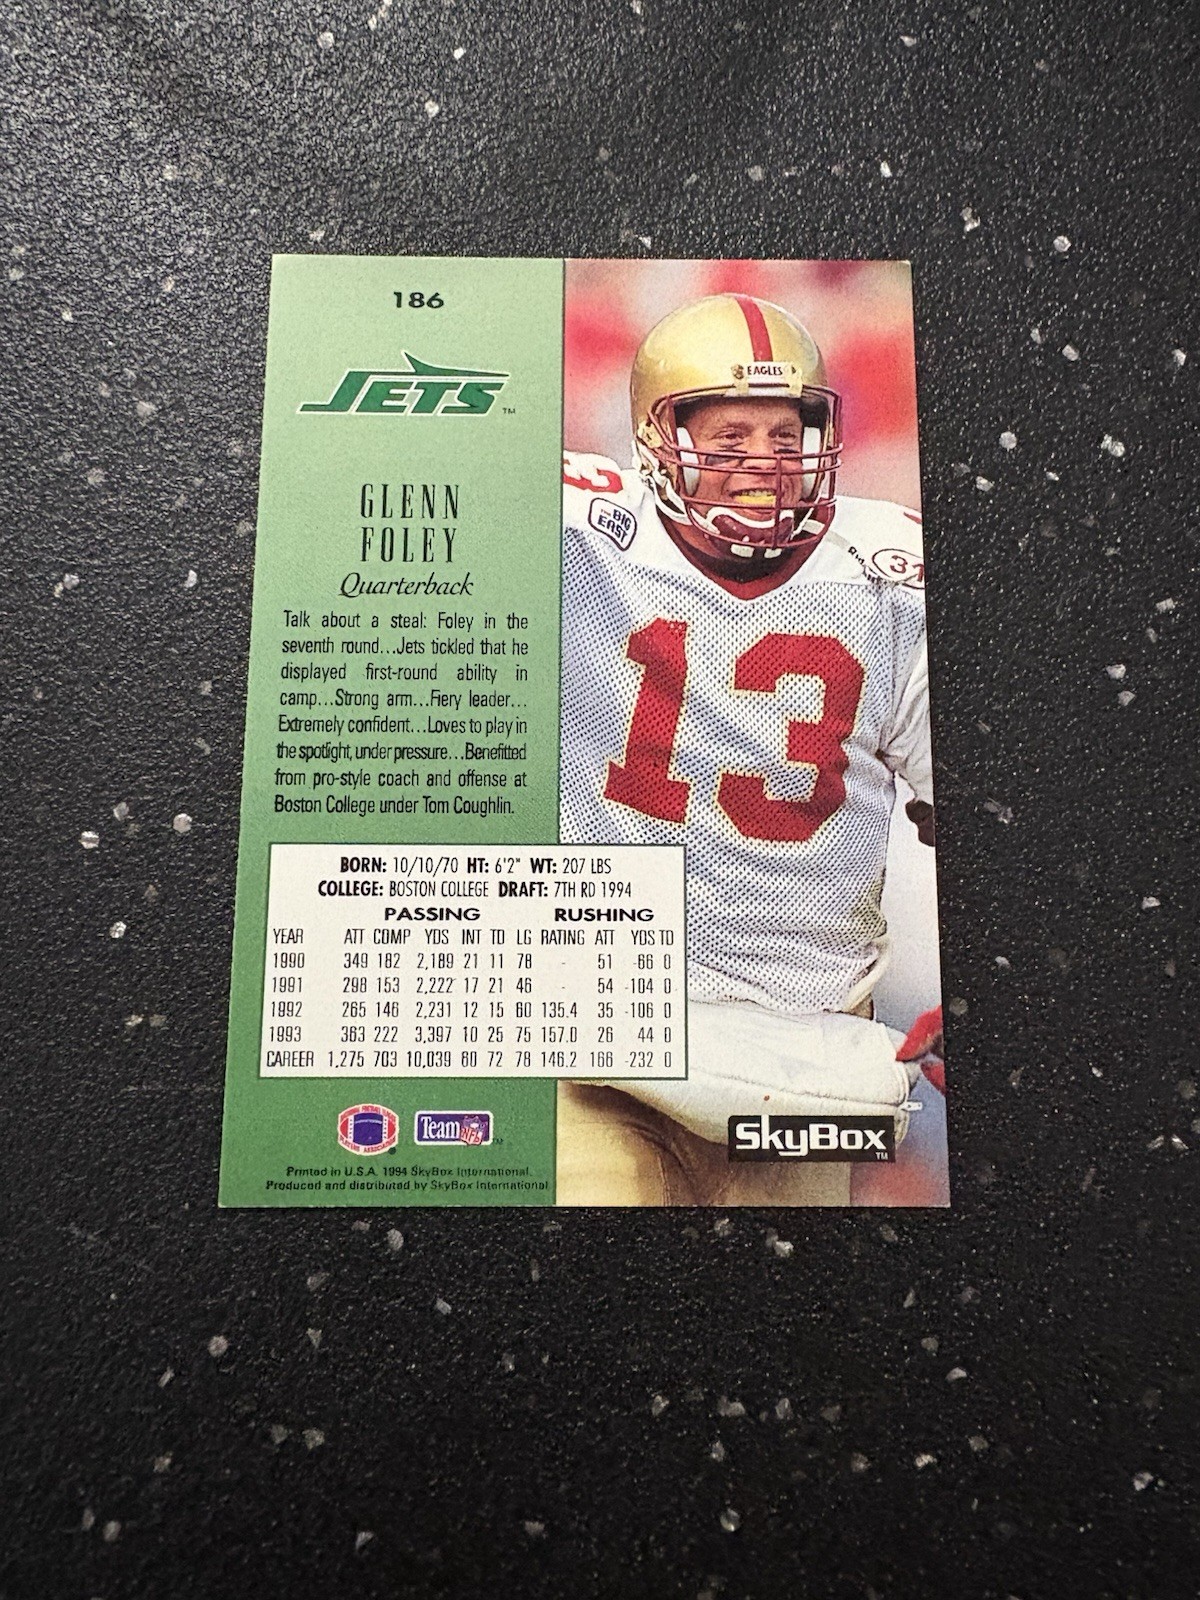 186
JETS™
GLENN
FOLEY
Quarterback
Talk about a steal: Foley in the
seventh round...Jets tickled that he
displayed first-round ability in
camp...Strong arm...Fiery leader...
Extremely confident...Loves to play in
the spotlight, under pressure...Benefitted
from pro-style coach and offense at
Boston College under Tom Coughlin.
EAGLES
BIG
EAST
31
13
BORN: 10/10/70 HT: 6'2" WT: 207 LBS
COLLEGE: BOSTON COLLEGE DRAFT: 7TH RD 1994
PASSING RUSHING
YEAR ATT COMP YDS INT TD LG RATING ATT YDS TD
1990 349 182 2,189 21 11 78 - 51 -66 0
1991 298 153 2,222 17 21 46 - 54 -104 0
1992 265 146 2,231 12 15 60 135.4 35 -106 0
1993 363 222 3,397 10 25 75 157.0 26 44 0
CAREER 1,275 703 10,039 60 72 78 146.2 166 -232 0
Team NFL™
SkyBox™
Printed in U.S.A. 1994 SkyBox International.
Produced and distributed by SkyBox International